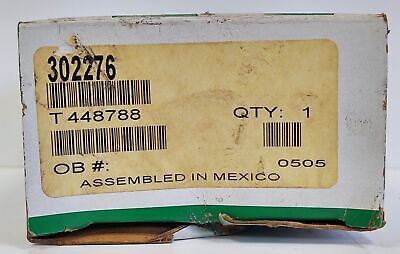 302276
T 448788 QTY: 1
OB #: 0505
ASSEMBLED IN MEXICO